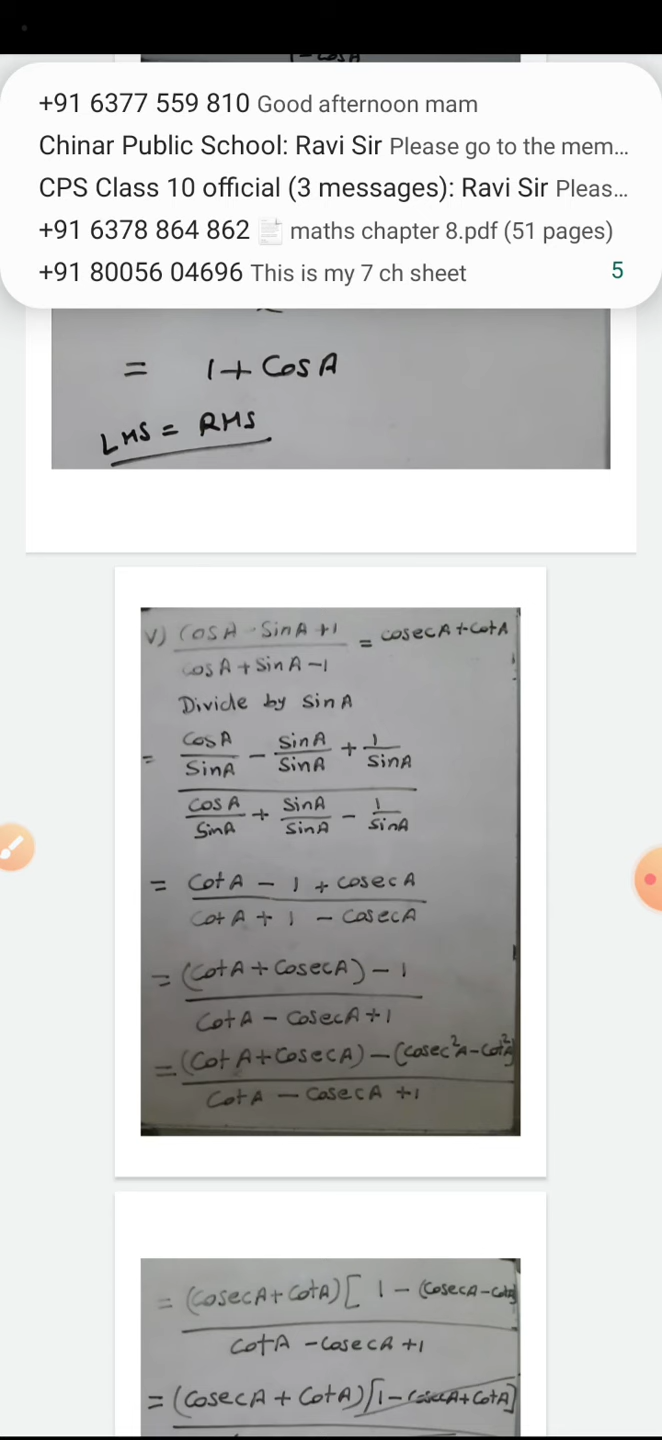 +91 6377 559 810 Good afternoon mam
Chinar Public School: Ravi Sir Please go to the mem...
CPS Class 10 official (3 messages): Ravi Sir Pleas...
+91 6378 864 862 maths chapter 8.pdf (51 pages)
+91 80056 04696 This is my 7 ch sheet 5
= 1 + Cos A
LHS = RHS
V) CosA - SinA + 1 = cosecA + cotA
cosA + sinA - 1
Divide by sin A
= CosA/SinA - SinA/SinA + 1/SinA
CosA/SinA + SinA/SinA - 1/SinA
= CotA - 1 + cosecA
Cot A + 1 - CosecA
= (CotA + CosecA) - 1
CotA - CosecA + 1
= (CotA + CosecA) - (Cosec²A - Cot²A)
CotA - CosecA + 1
= (CosecA + CotA) [ 1 - (CosecA - CotA)
CotA - CosecA + 1
= (CosecA + CotA) [1 - CosecA + CotA]